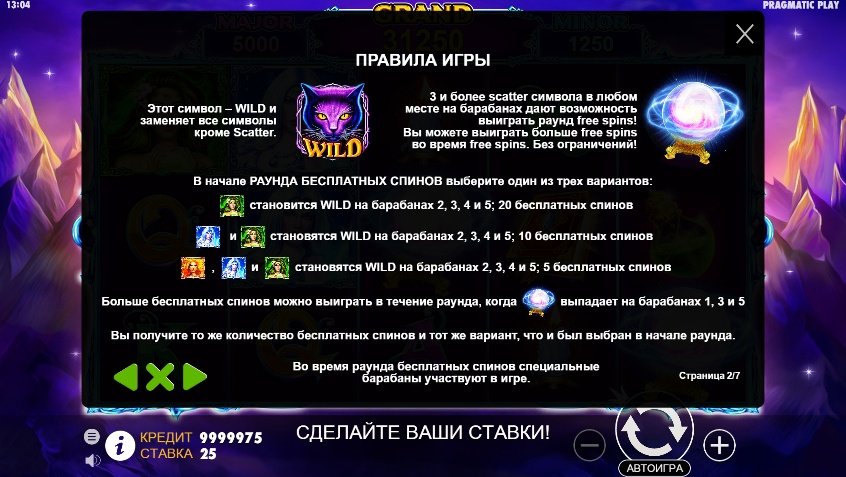 13:04
PRAGMATIC PLAY
GRAND
MAJOR
MINOR
5000
31250
1250
ПРАВИЛА ИГРЫ
Этот символ – WILD и
заменяет все символы
кроме Scatter.
WILD
3 и более scatter символа в любом
месте на барабанах дают возможность
выиграть раунд free spins!
Вы можете выиграть больше free spins
во время free spins. Без ограничений!
В начале РАУНДА БЕСПЛАТНЫХ СПИНОВ выберите один из трех вариантов:
становится WILD на барабанах 2, 3, 4 и 5; 20 бесплатных спинов
и становятся WILD на барабанах 2, 3, 4 и 5; 10 бесплатных спинов
, и становятся WILD на барабанах 2, 3, 4 и 5; 5 бесплатных спинов
Больше бесплатных спинов можно выиграть в течение раунда, когда выпадает на барабанах 1, 3 и 5
Вы получите то же количество бесплатных спинов и тот же вариант, что и был выбран в начале раунда.
Во время раунда бесплатных спинов специальные
барабаны участвуют в игре.
Страница 2/7
КРЕДИТ 9999975
СТАВКА 25
СДЕЛАЙТЕ ВАШИ СТАВКИ!
АВТОИГРА